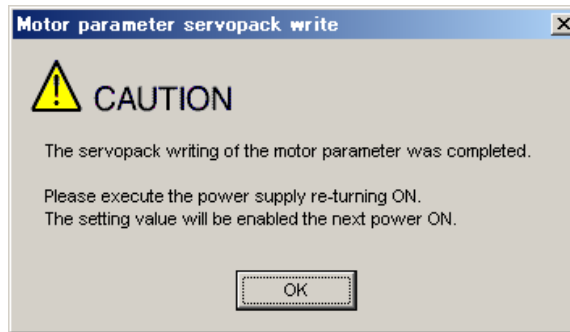 Motor parameter servopack write
CAUTION
The servopack writing of the motor parameter was completed.
Please execute the power supply re-turning ON.
The setting value will be enabled the next power ON.
OK